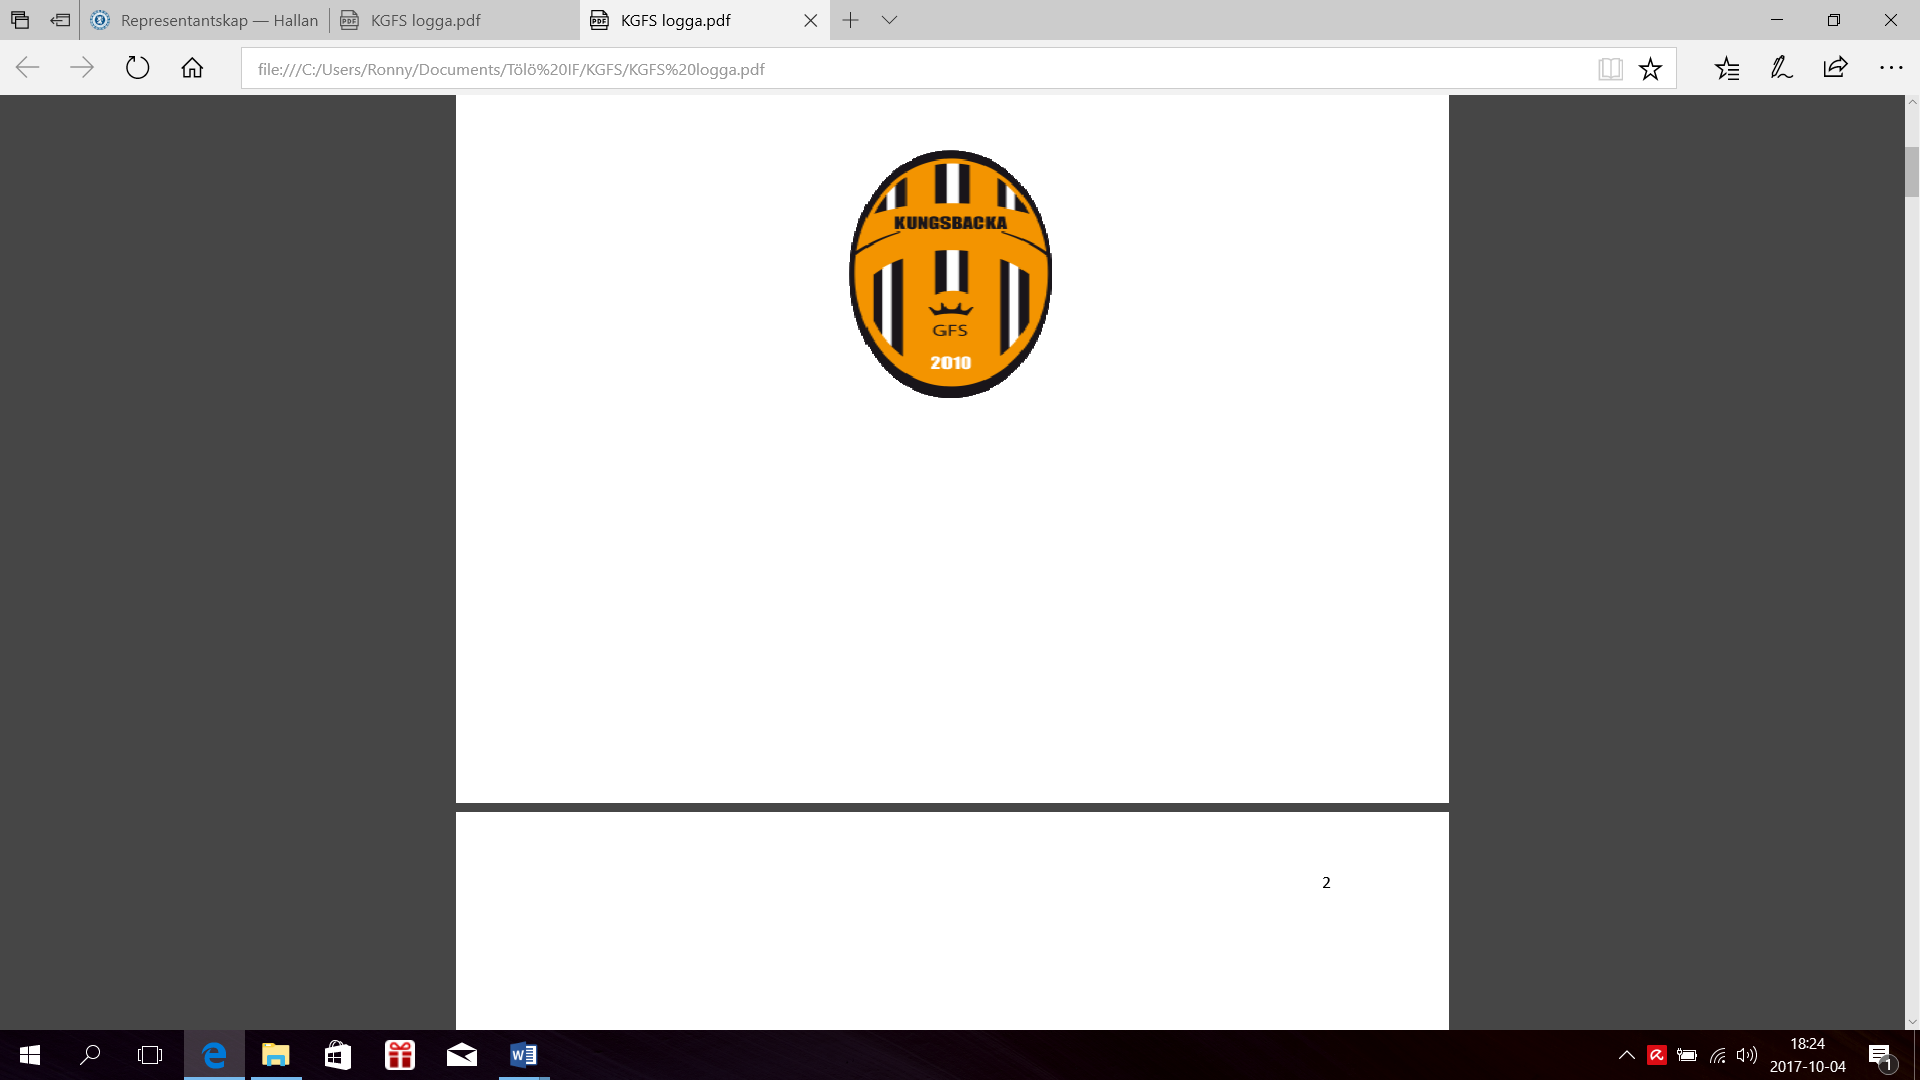 Representantskap — Hallan
KGFS logga.pdf
KGFS logga.pdf
file:///C:/Users/Ronny/Documents/Tölö%20IF/KGFS/KGFS%20logga.pdf
KUNGSBACKA
GFS
2010
2
18:24
2017-10-04
1